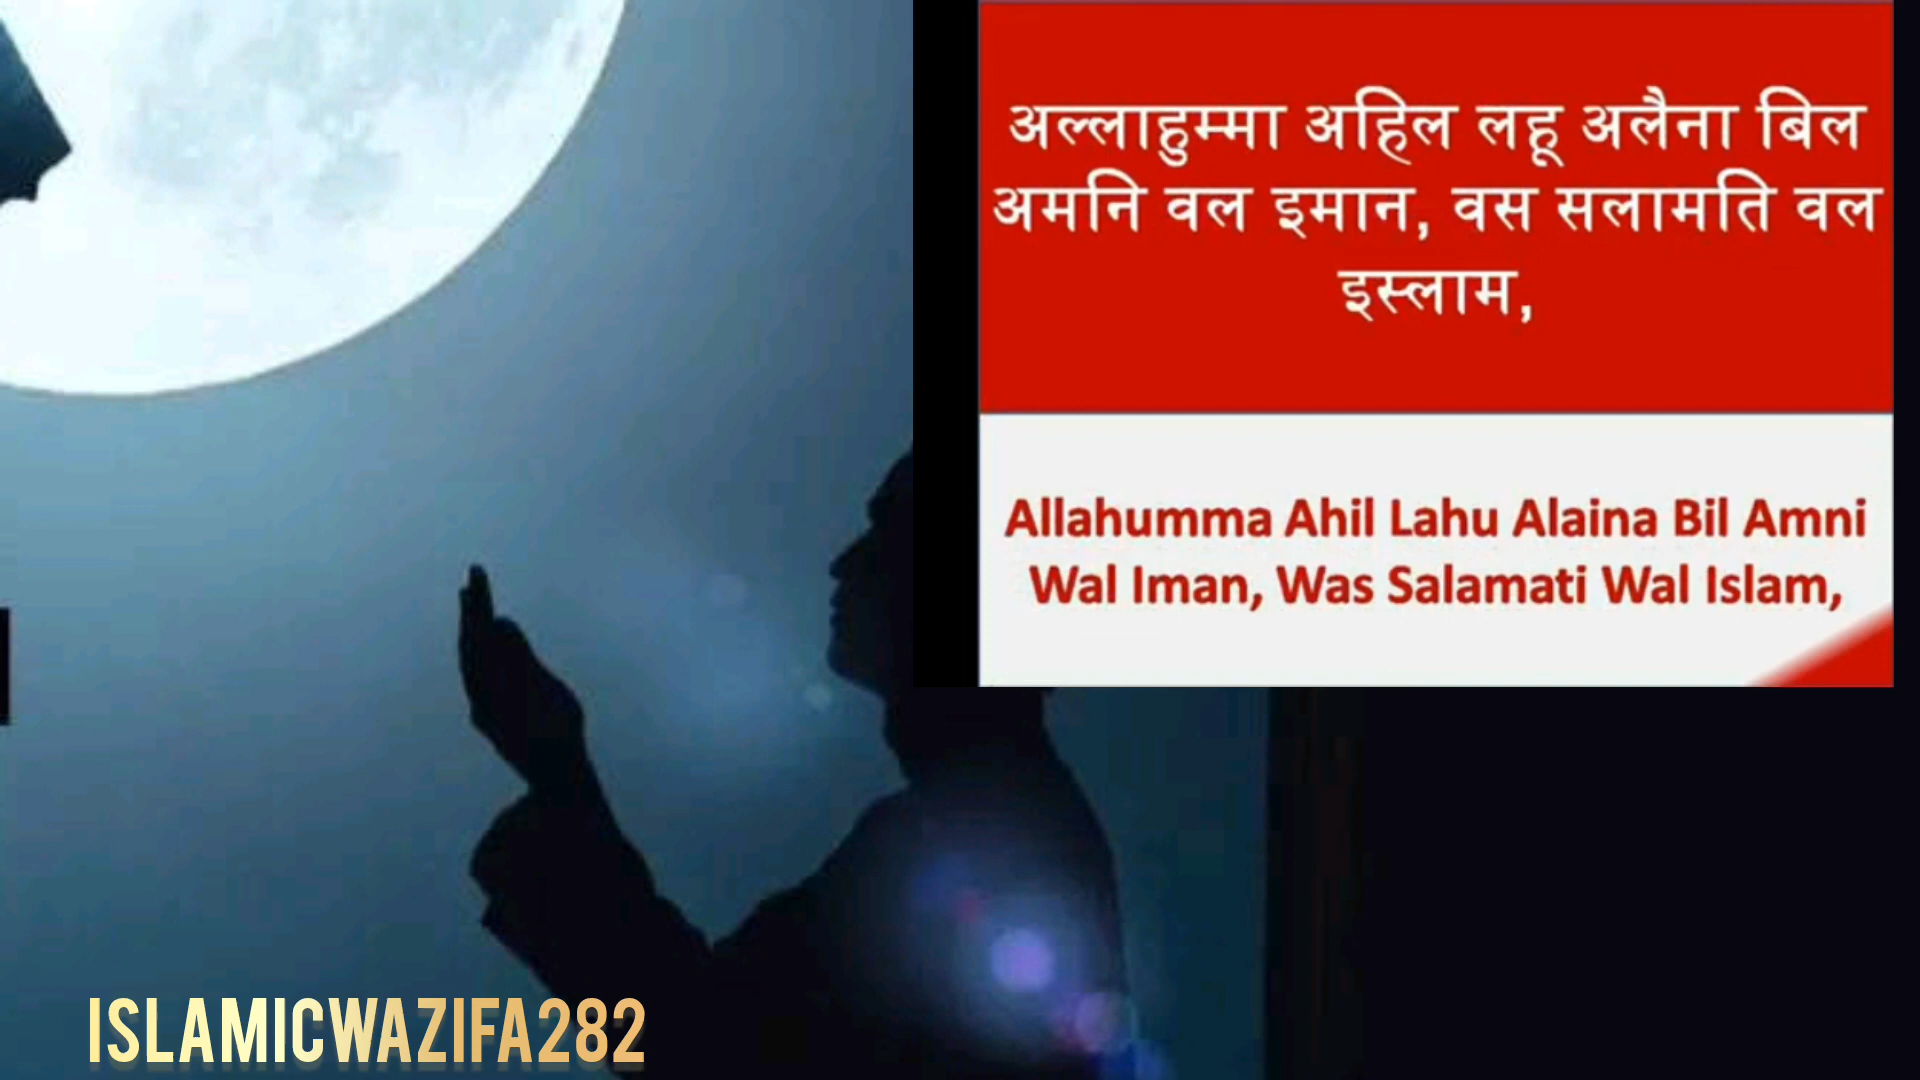 अल्लाहुम्मा अहिल लहू अलैना बिल
अमनि वल इमान, वस सलामति वल
इस्लाम,
Allahumma Ahil Lahu Alaina Bil Amni
Wal Iman, Was Salamati Wal Islam,
ISLAMICWAZIFA282